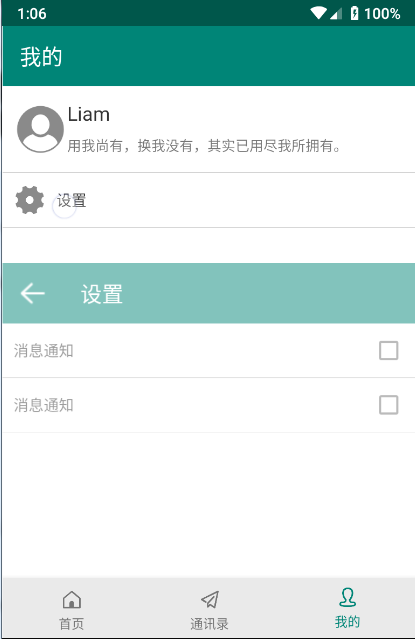 1:06 100%
我的
Liam
用我尚有，换我没有，其实已用尽我所拥有。
设置
设置
消息通知
消息通知
首页 通讯录 我的